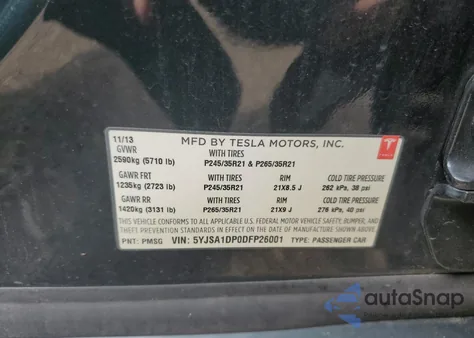 11/13 MFD BY TESLA MOTORS, INC.
GVWR WITH TIRES
2590kg (5710 lb) P245/35R21 & P265/35R21
GAWR FRT WITH TIRES RIM COLD TIRE PRESSURE
1235kg (2723 lb) P245/35R21 21X8.5 J 262 kPa, 38 psi
GAWR RR WITH TIRES RIM COLD TIRE PRESSURE
1420kg (3131 lb) P265/35R21 21X9 J 276 kPa, 40 psi
THIS VEHICLE CONFORMS TO ALL APPLICABLE U.S.
FEDERAL MOTOR VEHICLE SAFETY, BUMPER, AND
THEFT PREVENTION STANDARDS IN EFFECT ON THE
DATE OF MANUFACTURE SHOWN ABOVE.
PNT: PMSG VIN: 5YJSA1DP0DFP26001 TYPE: PASSENGER CAR
TESLA
autaSnap